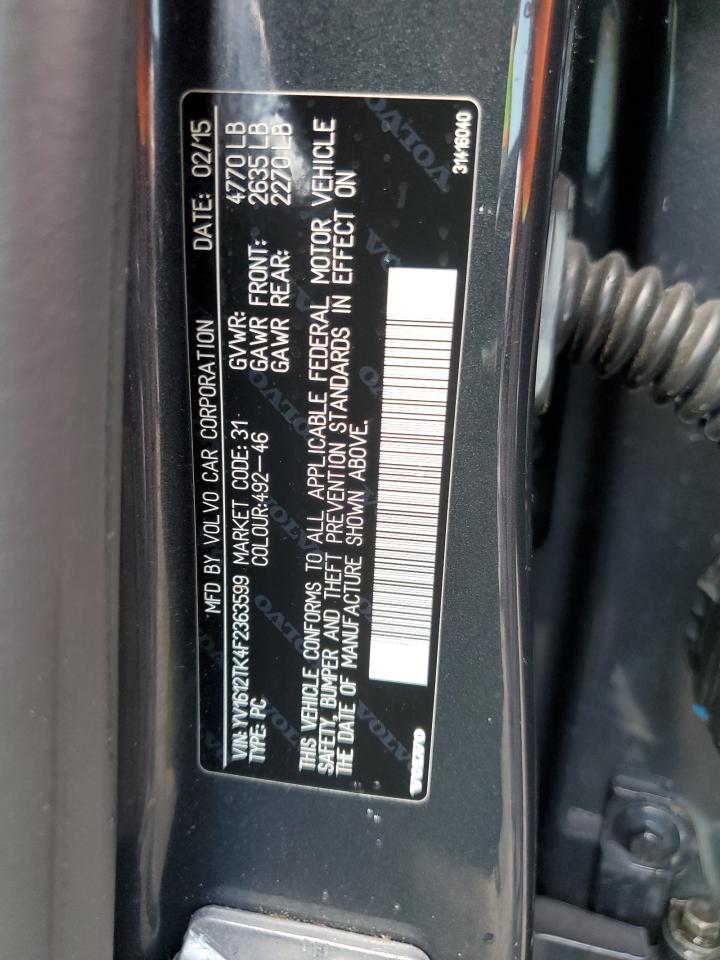 MFD BY VOLVO CAR CORPORATION DATE: 02/15
VIN: YV1612TK4F2363599 MARKET CODE: 31 GVWR: 4770 LB
TYPE: PC COLOUR:492-46 GAWR FRONT: 2635 LB
GAWR REAR: 2270 LB
THIS VEHICLE CONFORMS TO ALL APPLICABLE FEDERAL MOTOR VEHICLE
SAFETY, BUMPER AND THEFT PREVENTION STANDARDS IN EFFECT ON
THE DATE OF MANUFACTURE SHOWN ABOVE.
VOLVO 31416040